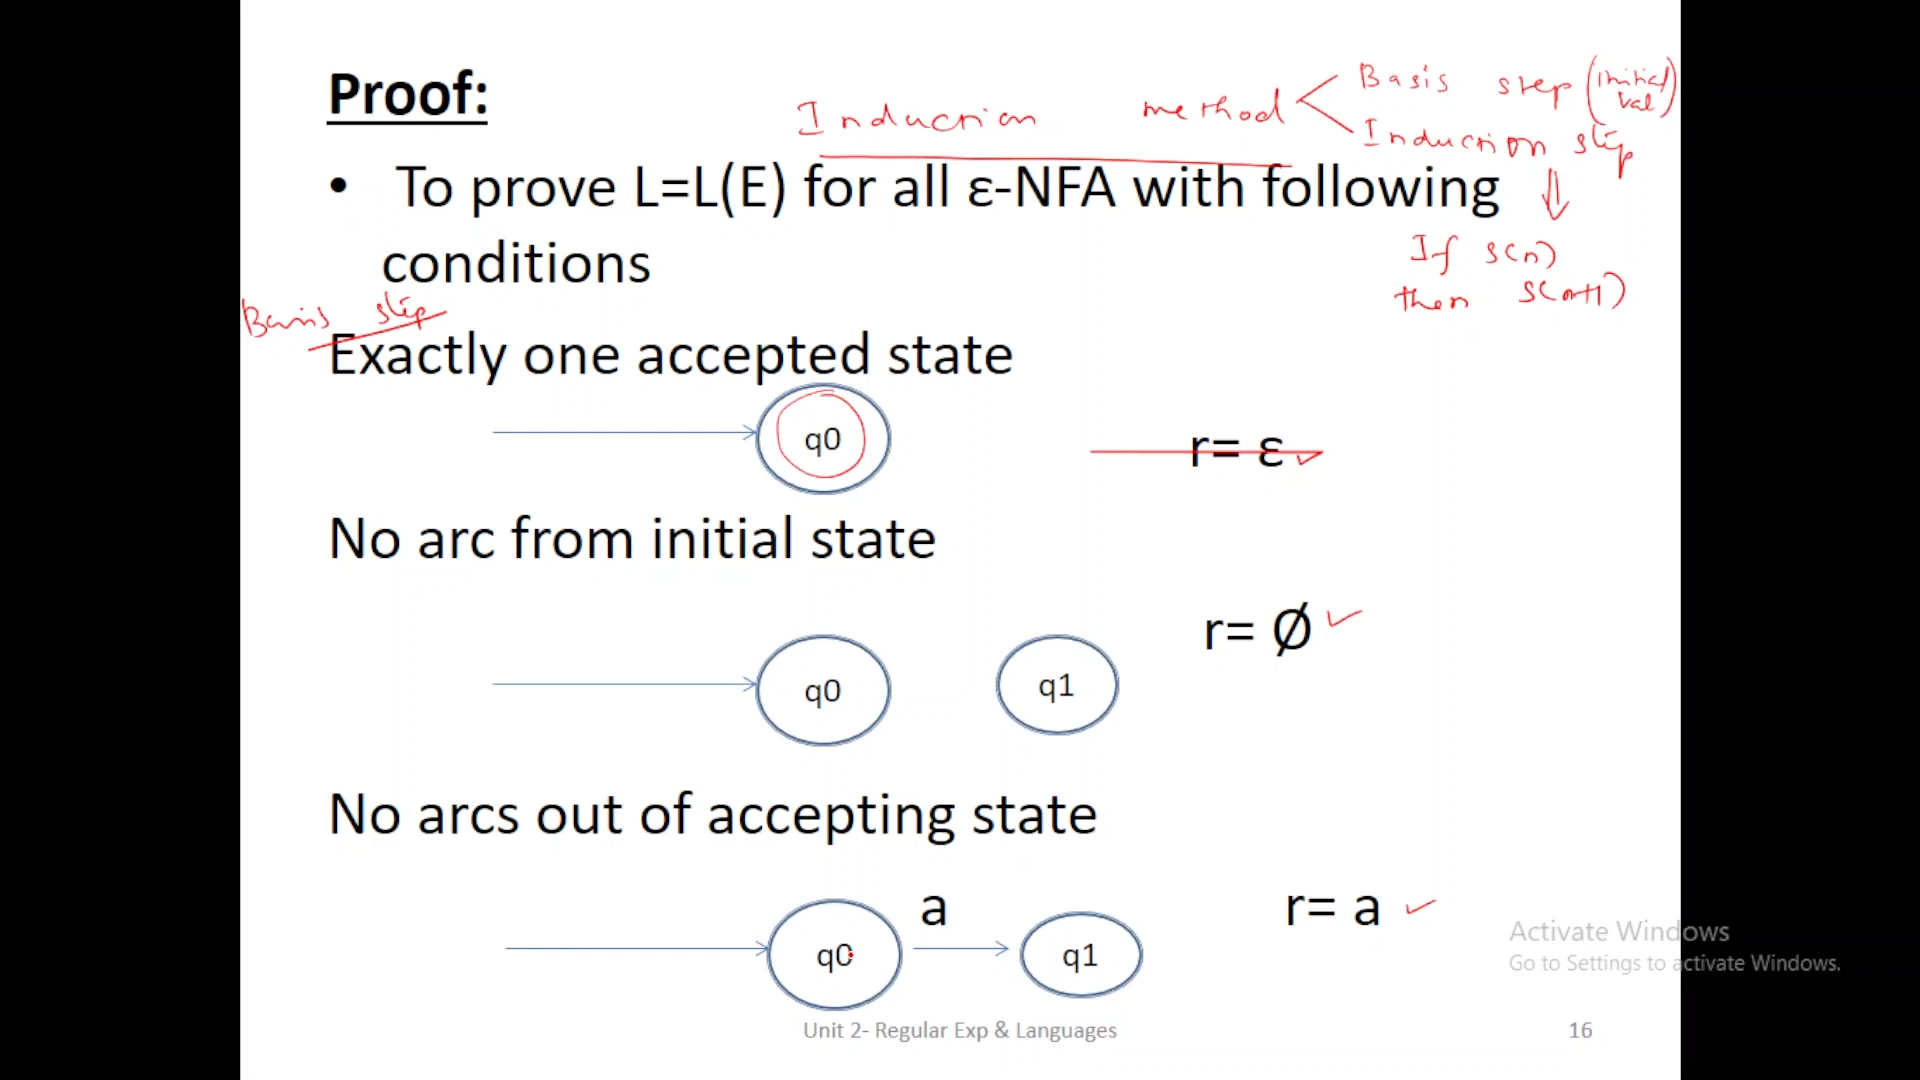 Proof:
Induction method
Basis step (initial val)
Induction step
• To prove L=L(E) for all ε-NFA with following
conditions
If S(n)
then S(n+1)
Basis step
Exactly one accepted state
q0
r= ε
No arc from initial state
r= Ø
q0 q1
No arcs out of accepting state
a r= a
q0 q1
Activate Windows
Go to Settings to activate Windows.
Unit 2- Regular Exp & Languages 16